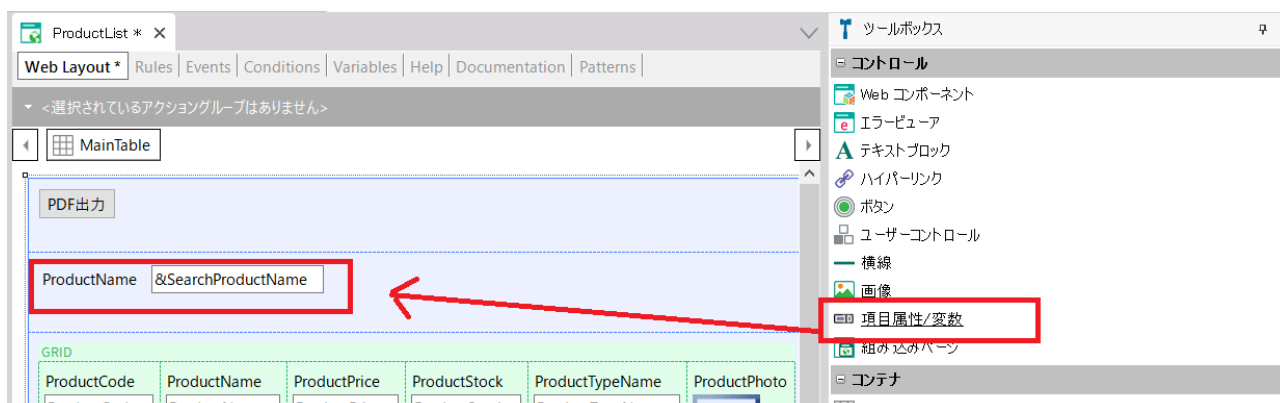 ProductList *
Web Layout * Rules Events Conditions Variables Help Documentation Patterns
<選択されているアクショングループはありません>
MainTable
PDF出力
ProductName &SearchProductName
GRID
ProductCode ProductName ProductPrice ProductStock ProductTypeName ProductPhoto
ツールボックス
コントロール
Web コンポーネント
エラービューア
テキストブロック
ハイパーリンク
ボタン
ユーザーコントロール
横線
画像
項目属性/変数
組み込みページ
コンテナ